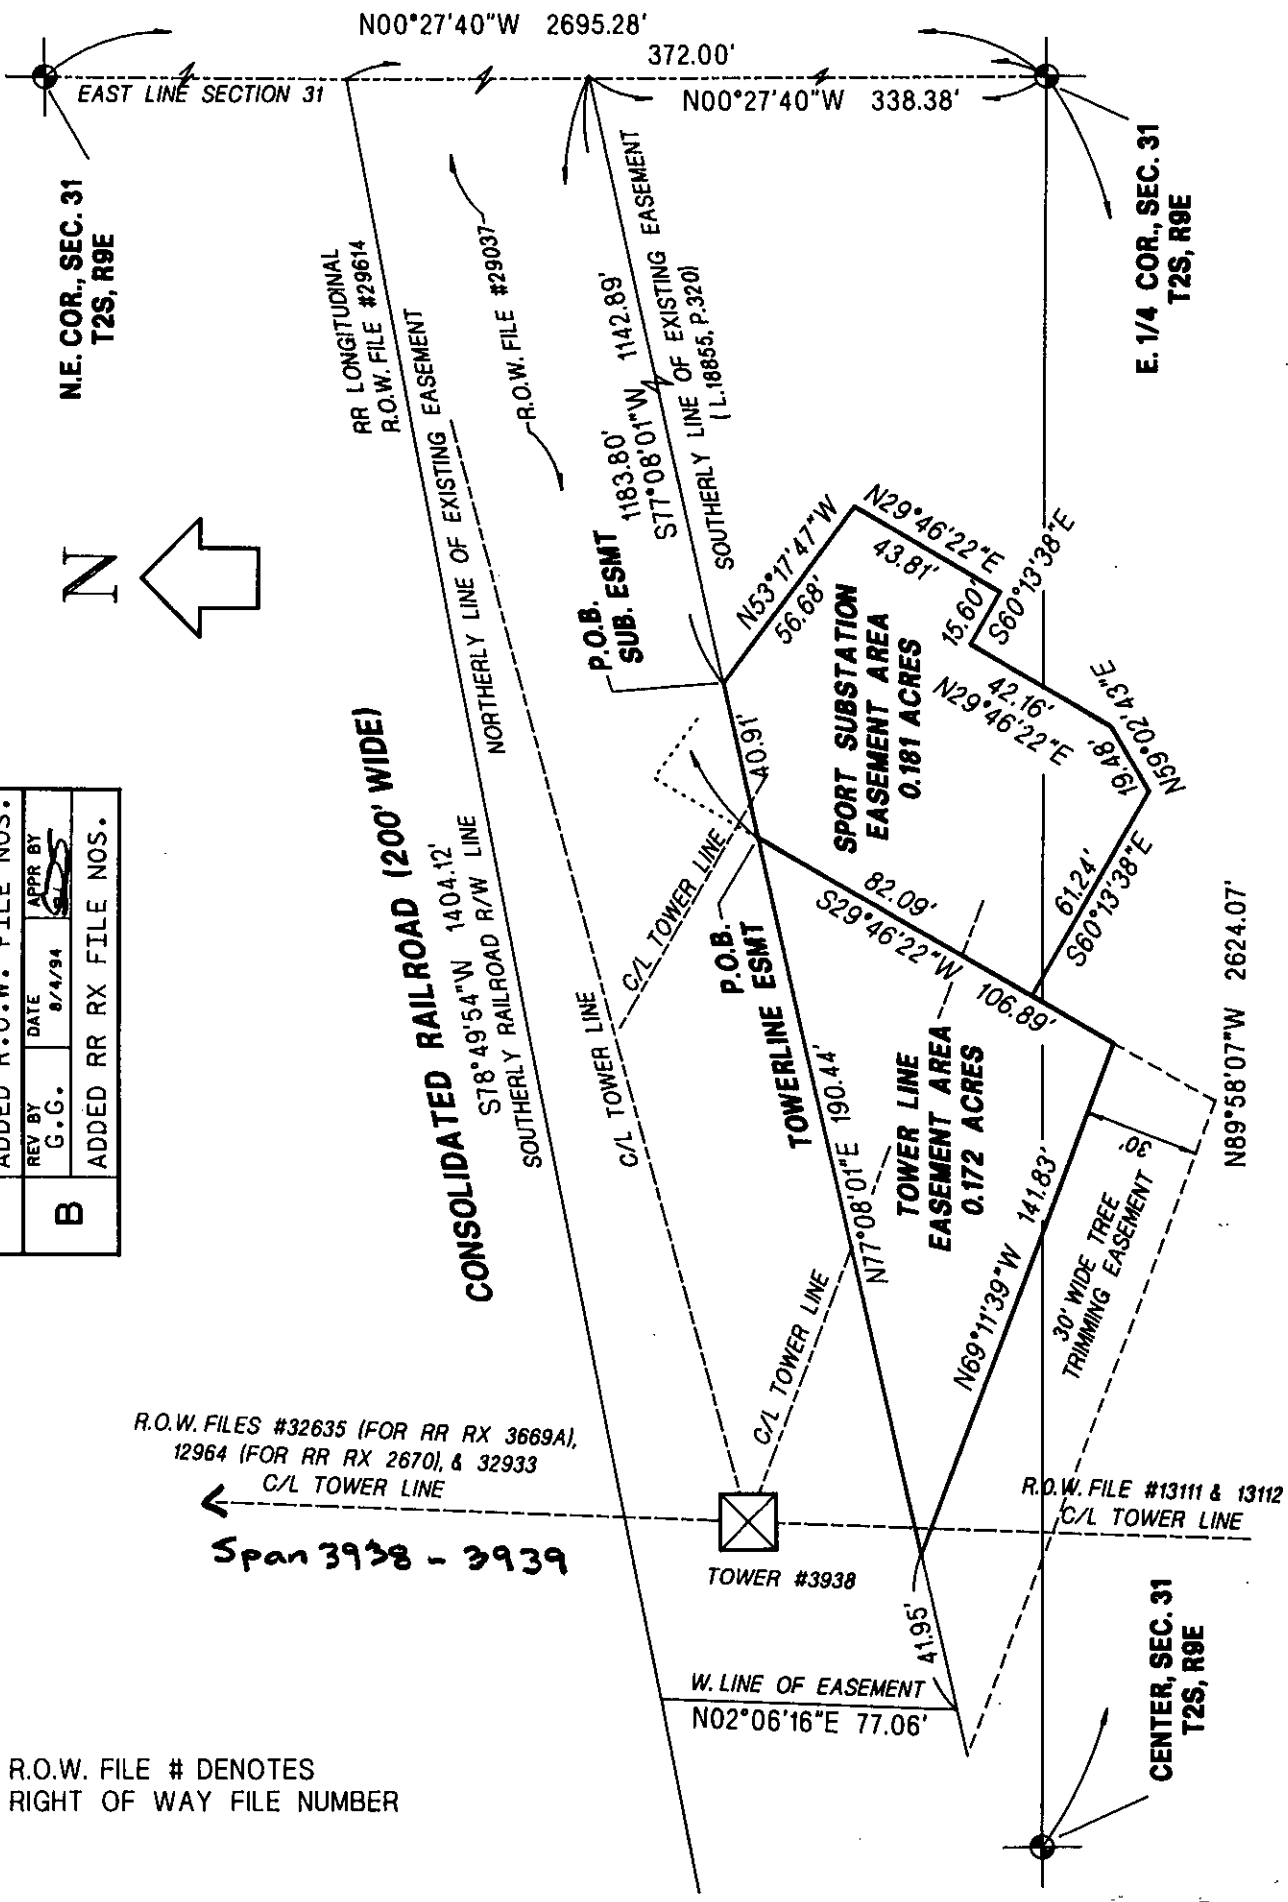 N00°27'40"W 2695.28'
372.00'
EAST LINE SECTION 31
N00°27'40"W 338.38'
N.E. COR., SEC. 31
T2S, R9E
E. 1/4 COR., SEC. 31
T2S, R9E
N
RR LONGITUDINAL
R.O.W. FILE #29614
NORTHERLY LINE OF EXISTING EASEMENT
R.O.W. FILE #29037
1183.80'
S77°08'01"W 1142.89'
SOUTHERLY LINE OF EXISTING EASEMENT
( L.18855, P.320)
P.O.B.
SUB. ESMT
N53°17'47"W
56.68'
N29°46'22"E
43.81'
15.60'
S60°13'38"E
42.16'
N29°46'22"E
19.48'
N59°02'43"E
61.24'
S60°13'38"E
SPORT SUBSTATION
EASEMENT AREA
0.181 ACRES
40.91'
82.09'
S29°46'22"W
106.89'
ADDED R.O.W. FILE NOS.
B
REV BY
G.G.
DATE
8/4/94
APPR BY
ADDED RR RX FILE NOS.
CONSOLIDATED RAILROAD (200' WIDE)
S78°49'54"W 1404.12'
SOUTHERLY RAILROAD R/W LINE
C/L TOWER LINE
C/L TOWER LINE
P.O.B.
TOWERLINE ESMT
N77°08'01"E 190.44'
TOWER LINE
EASEMENT AREA
0.172 ACRES
N69°11'39"W 141.83'
30'
30' WIDE TREE
TRIMMING EASEMENT
N89°58'07"W 2624.07'
C/L TOWER LINE
R.O.W. FILES #32635 (FOR RR RX 3669A),
12964 (FOR RR RX 2670), & 32933
C/L TOWER LINE
Span 3938 - 3939
TOWER #3938
R.O.W. FILE #13111 & 13112
C/L TOWER LINE
41.95'
W. LINE OF EASEMENT
N02°06'16"E 77.06'
CENTER, SEC. 31
T2S, R9E
R.O.W. FILE # DENOTES
RIGHT OF WAY FILE NUMBER